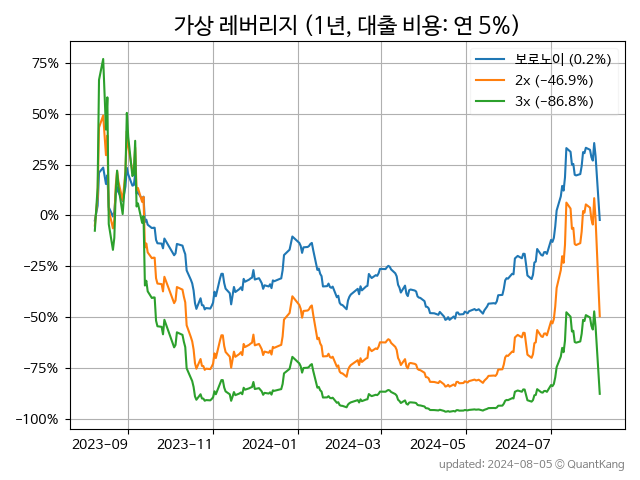 가상 레버리지 (1년, 대출 비용: 연 5%)
75%
50%
25%
0%
−25%
−50%
−75%
−100%
보로노이 (0.2%)
2x (−46.9%)
3x (−86.8%)
2023-09
2023-11
2024-01
2024-03
2024-05
2024-07
updated: 2024-08-05 © QuantKang